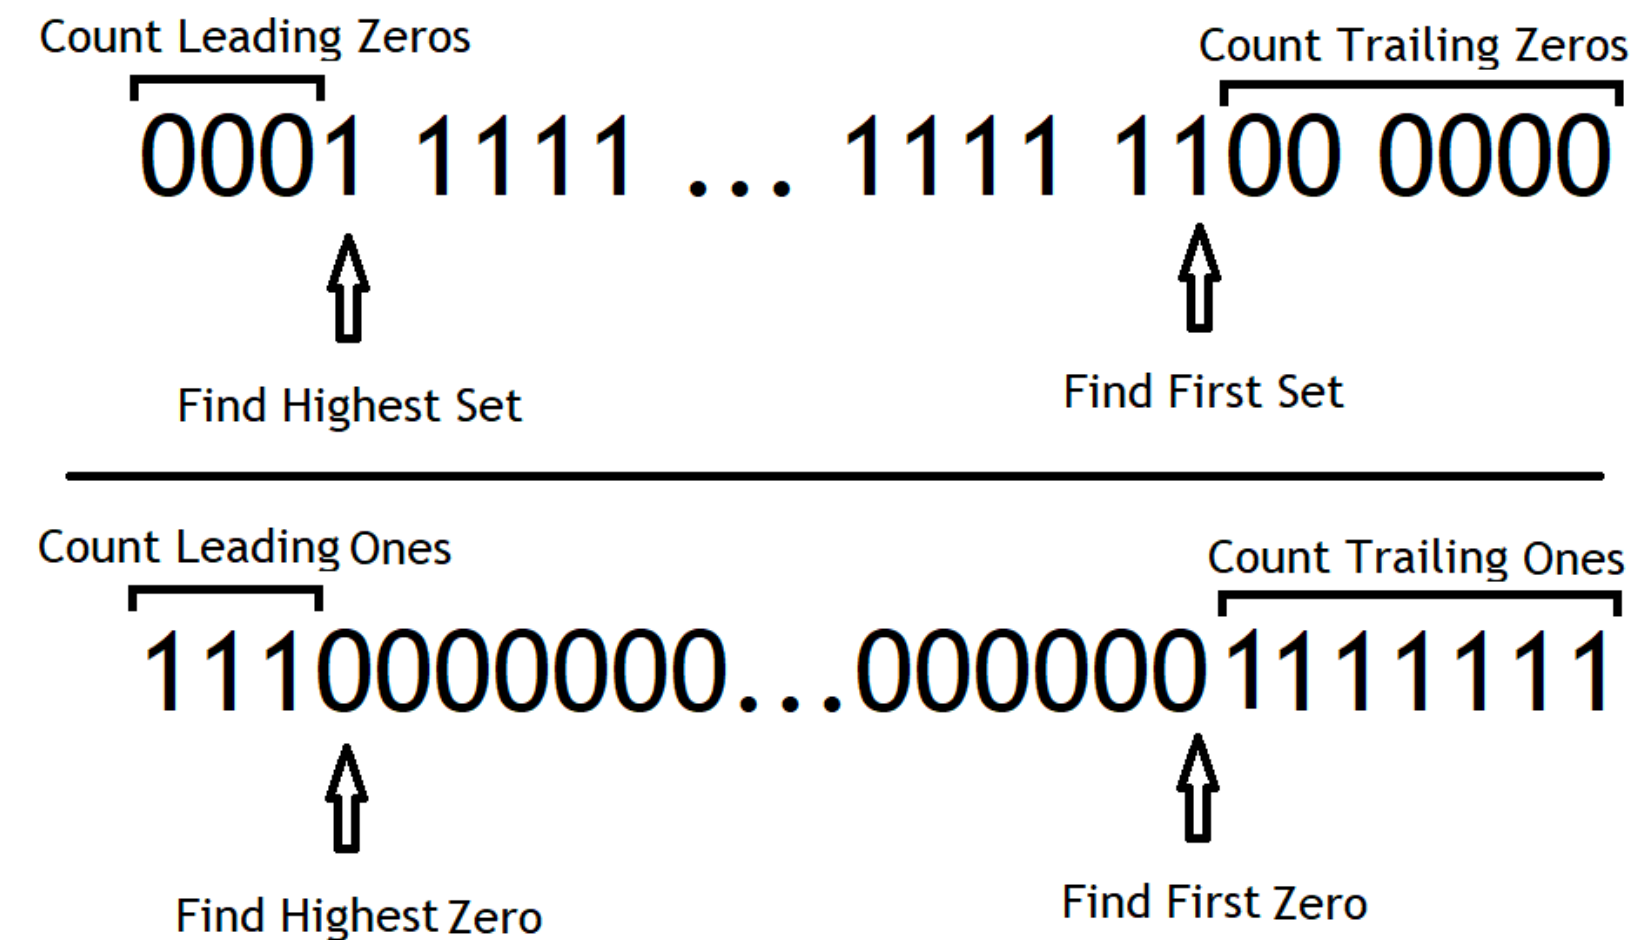 Count Leading Zeros Count Trailing Zeros
0001 1111 ... 1111 1100 0000
Find Highest Set Find First Set
Count Leading Ones Count Trailing Ones
1110000000...0000001111111
Find Highest Zero Find First Zero